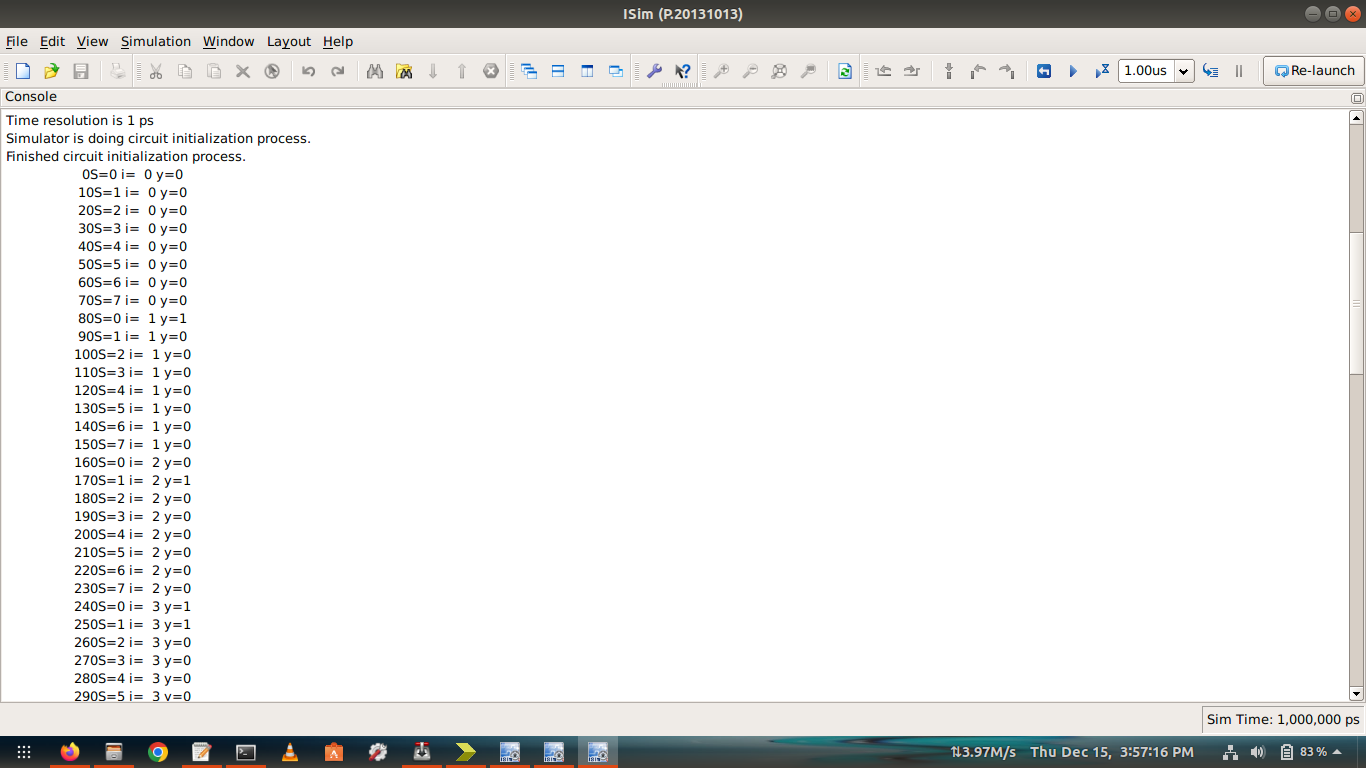 ISim (P.20131013)
File Edit View Simulation Window Layout Help
1.00us Re-launch
Console
Time resolution is 1 ps
Simulator is doing circuit initialization process.
Finished circuit initialization process.
0S=0 i=  0 y=0
10S=1 i=  0 y=0
20S=2 i=  0 y=0
30S=3 i=  0 y=0
40S=4 i=  0 y=0
50S=5 i=  0 y=0
60S=6 i=  0 y=0
70S=7 i=  0 y=0
80S=0 i=  1 y=1
90S=1 i=  1 y=0
100S=2 i=  1 y=0
110S=3 i=  1 y=0
120S=4 i=  1 y=0
130S=5 i=  1 y=0
140S=6 i=  1 y=0
150S=7 i=  1 y=0
160S=0 i=  2 y=0
170S=1 i=  2 y=1
180S=2 i=  2 y=0
190S=3 i=  2 y=0
200S=4 i=  2 y=0
210S=5 i=  2 y=0
220S=6 i=  2 y=0
230S=7 i=  2 y=0
240S=0 i=  3 y=1
250S=1 i=  3 y=1
260S=2 i=  3 y=0
270S=3 i=  3 y=0
280S=4 i=  3 y=0
290S=5 i=  3 y=0
Sim Time: 1,000,000 ps
⇅3.97M/s Thu Dec 15, 3:57:16 PM 83 %